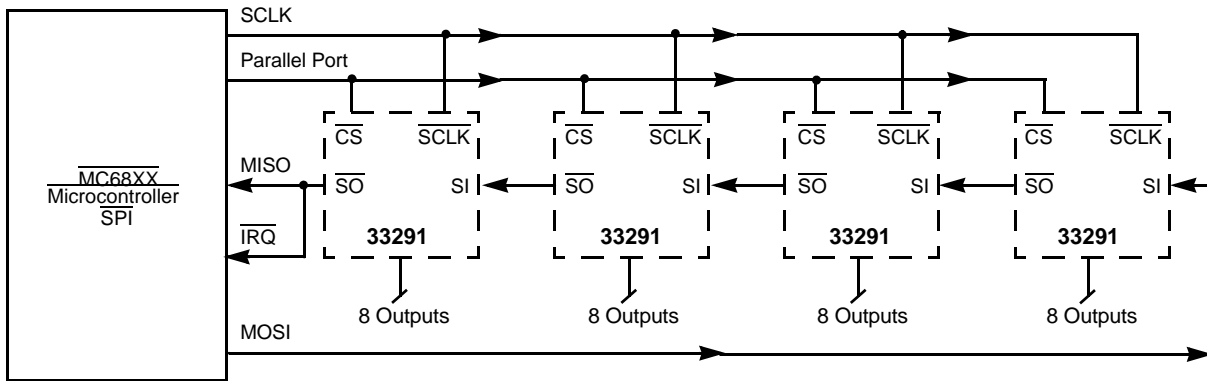 SCLK
Parallel Port
CS SCLK CS SCLK CS SCLK CS SCLK
MC68XX
Microcontroller
SPI
MISO
SO SI SO SI SO SI SO SI
IRQ
33291 33291 33291 33291
8 Outputs 8 Outputs 8 Outputs 8 Outputs
MOSI